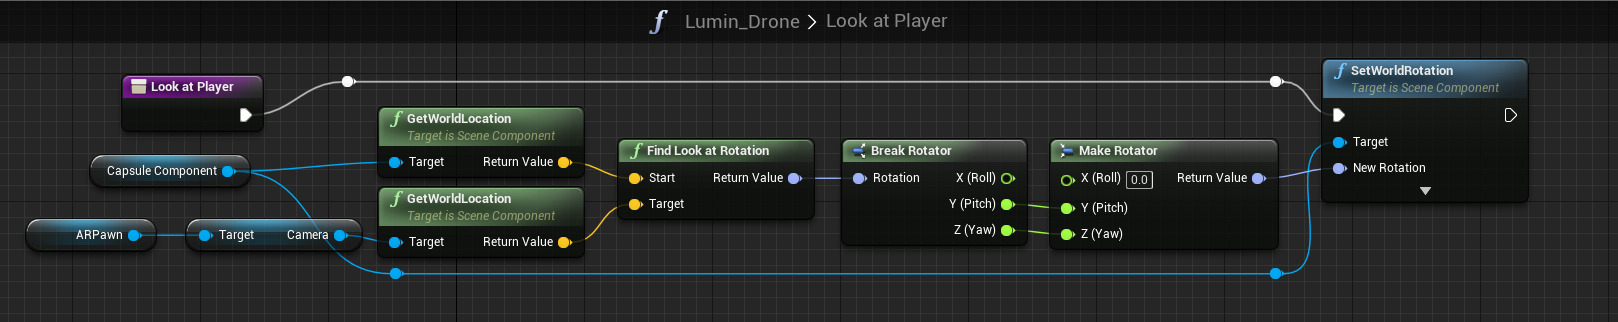 Lumin_Drone > Look at Player
Look at Player
SetWorldRotation
Target is Scene Component
Target
New Rotation
GetWorldLocation
Target is Scene Component
Target Return Value
Capsule Component
Find Look at Rotation
Start Return Value
Target
Break Rotator
Rotation X (Roll)
Y (Pitch)
Z (Yaw)
Make Rotator
X (Roll) 0.0 Return Value
Y (Pitch)
Z (Yaw)
GetWorldLocation
Target is Scene Component
Target Return Value
ARPawn
Target Camera